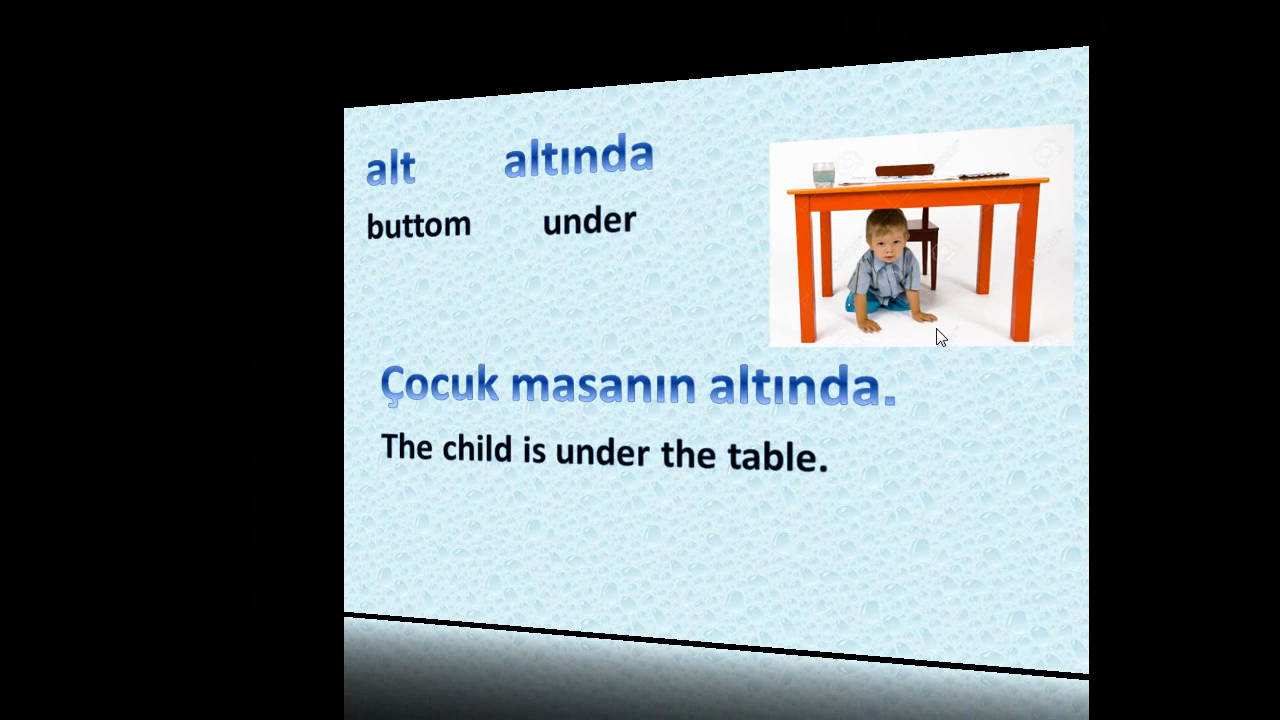 alt altında
buttom under
Çocuk masanın altında.
The child is under the table.